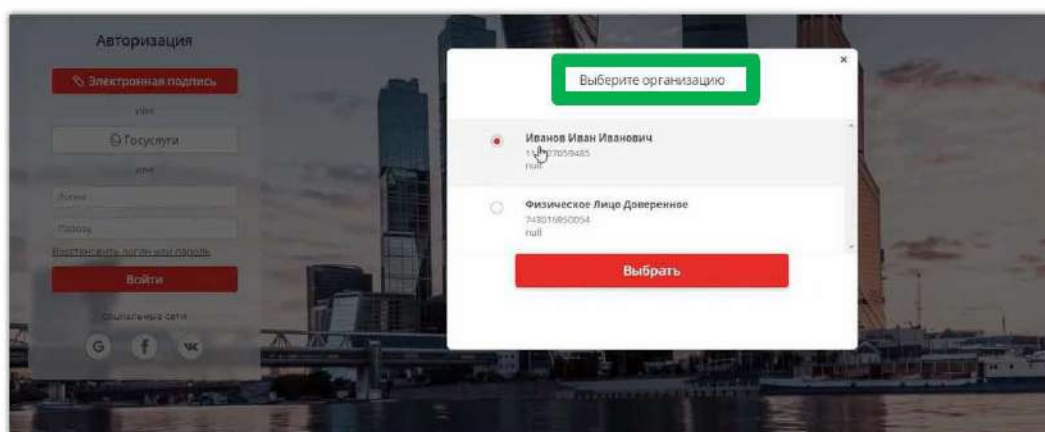 Авторизация
Электронная подпись
или
Госуслуги
или
Логин
Пароль
Восстановить логин или пароль
Войти
Социальные сети
G f
Выберите организацию
×
Иванов Иван Иванович
null
Физическое Лицо Доверенное
743016950054
null
Выбрать